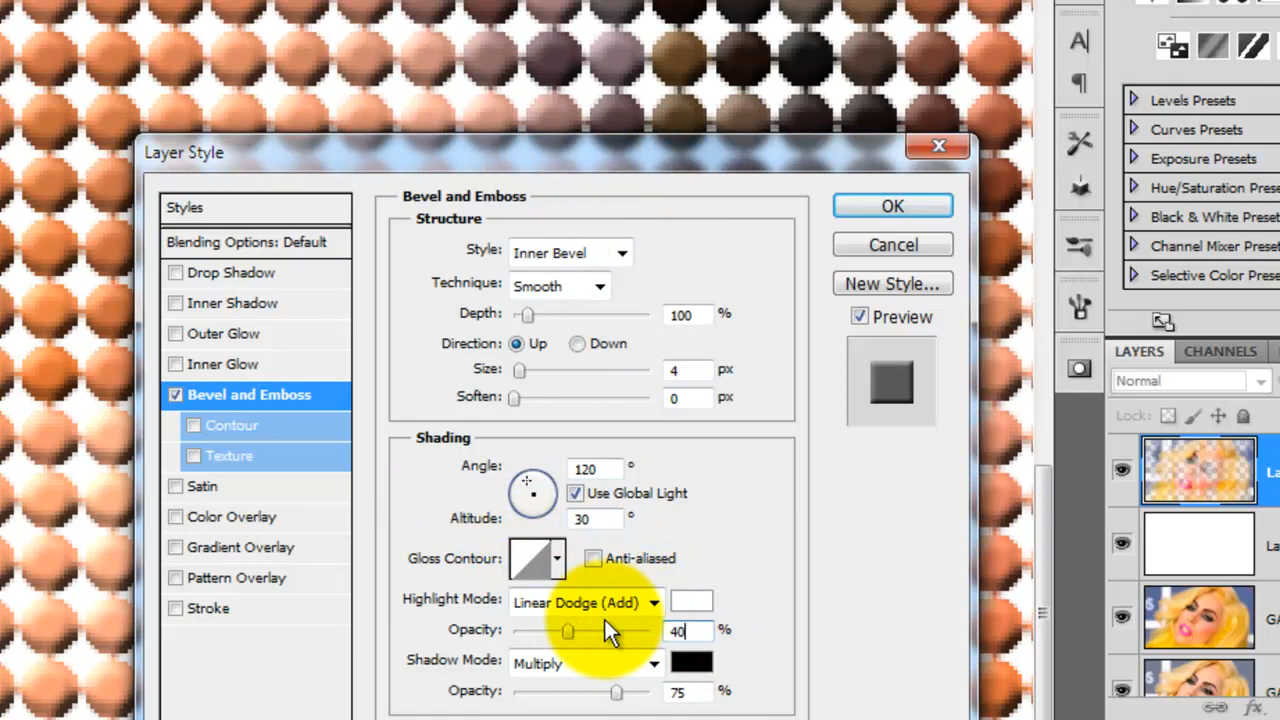 A|
Levels Presets
Curves Presets
Exposure Presets
Hue/Saturation Prese
Black & White Preset
Channel Mixer Preset
Selective Color Prese
Layer Style
Styles
Blending Options: Default
Drop Shadow
Inner Shadow
Outer Glow
Inner Glow
Bevel and Emboss
Contour
Texture
Satin
Color Overlay
Gradient Overlay
Pattern Overlay
Stroke
Bevel and Emboss
Structure
Style: Inner Bevel
Technique: Smooth
Depth: 100 %
Direction: Up Down
Size: 4 px
Soften: 0 px
Shading
Angle: 120 °
Use Global Light
Altitude: 30 °
Gloss Contour: Anti-aliased
Highlight Mode: Linear Dodge (Add)
Opacity: 40 %
Shadow Mode: Multiply
Opacity: 75 %
OK
Cancel
New Style...
Preview
LAYERS CHANNELS
Normal
Lock:
La
La
GA
GA
fx